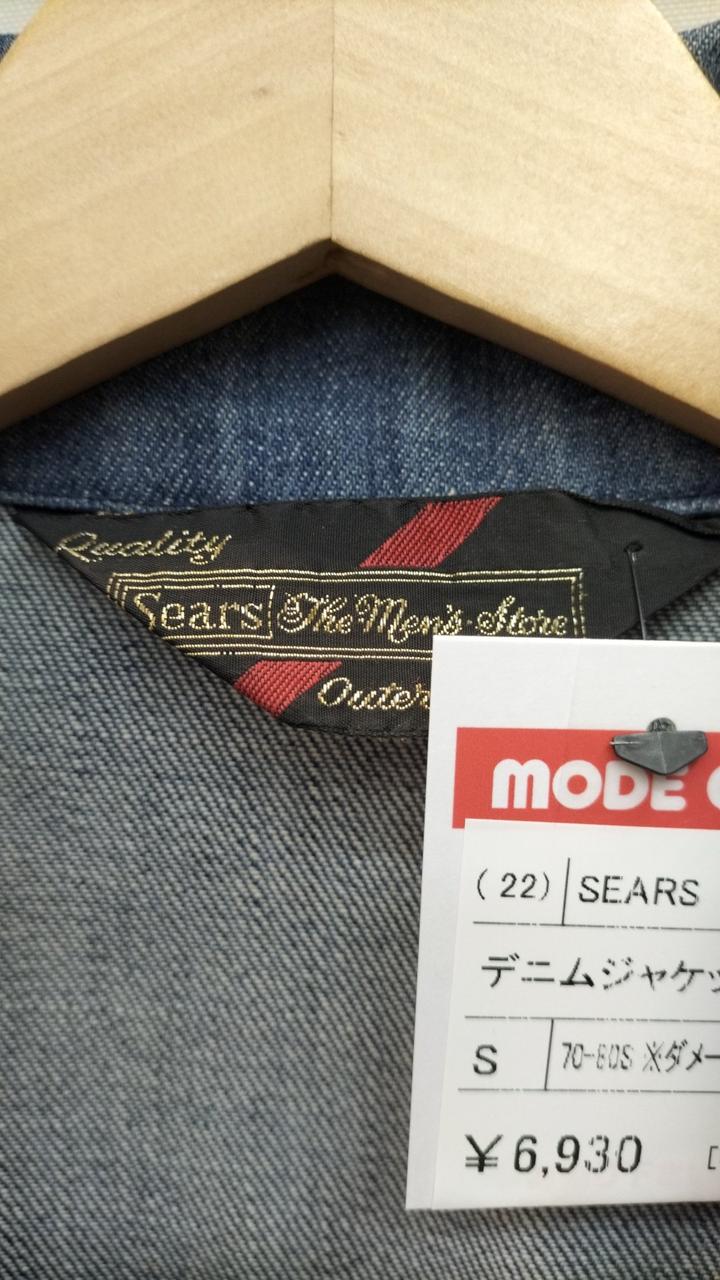 Quality
Sears The Men's Store
Outer
MODE
(22) SEARS
デニムジャケッ
S 70-80S ※ダメー
¥6,930